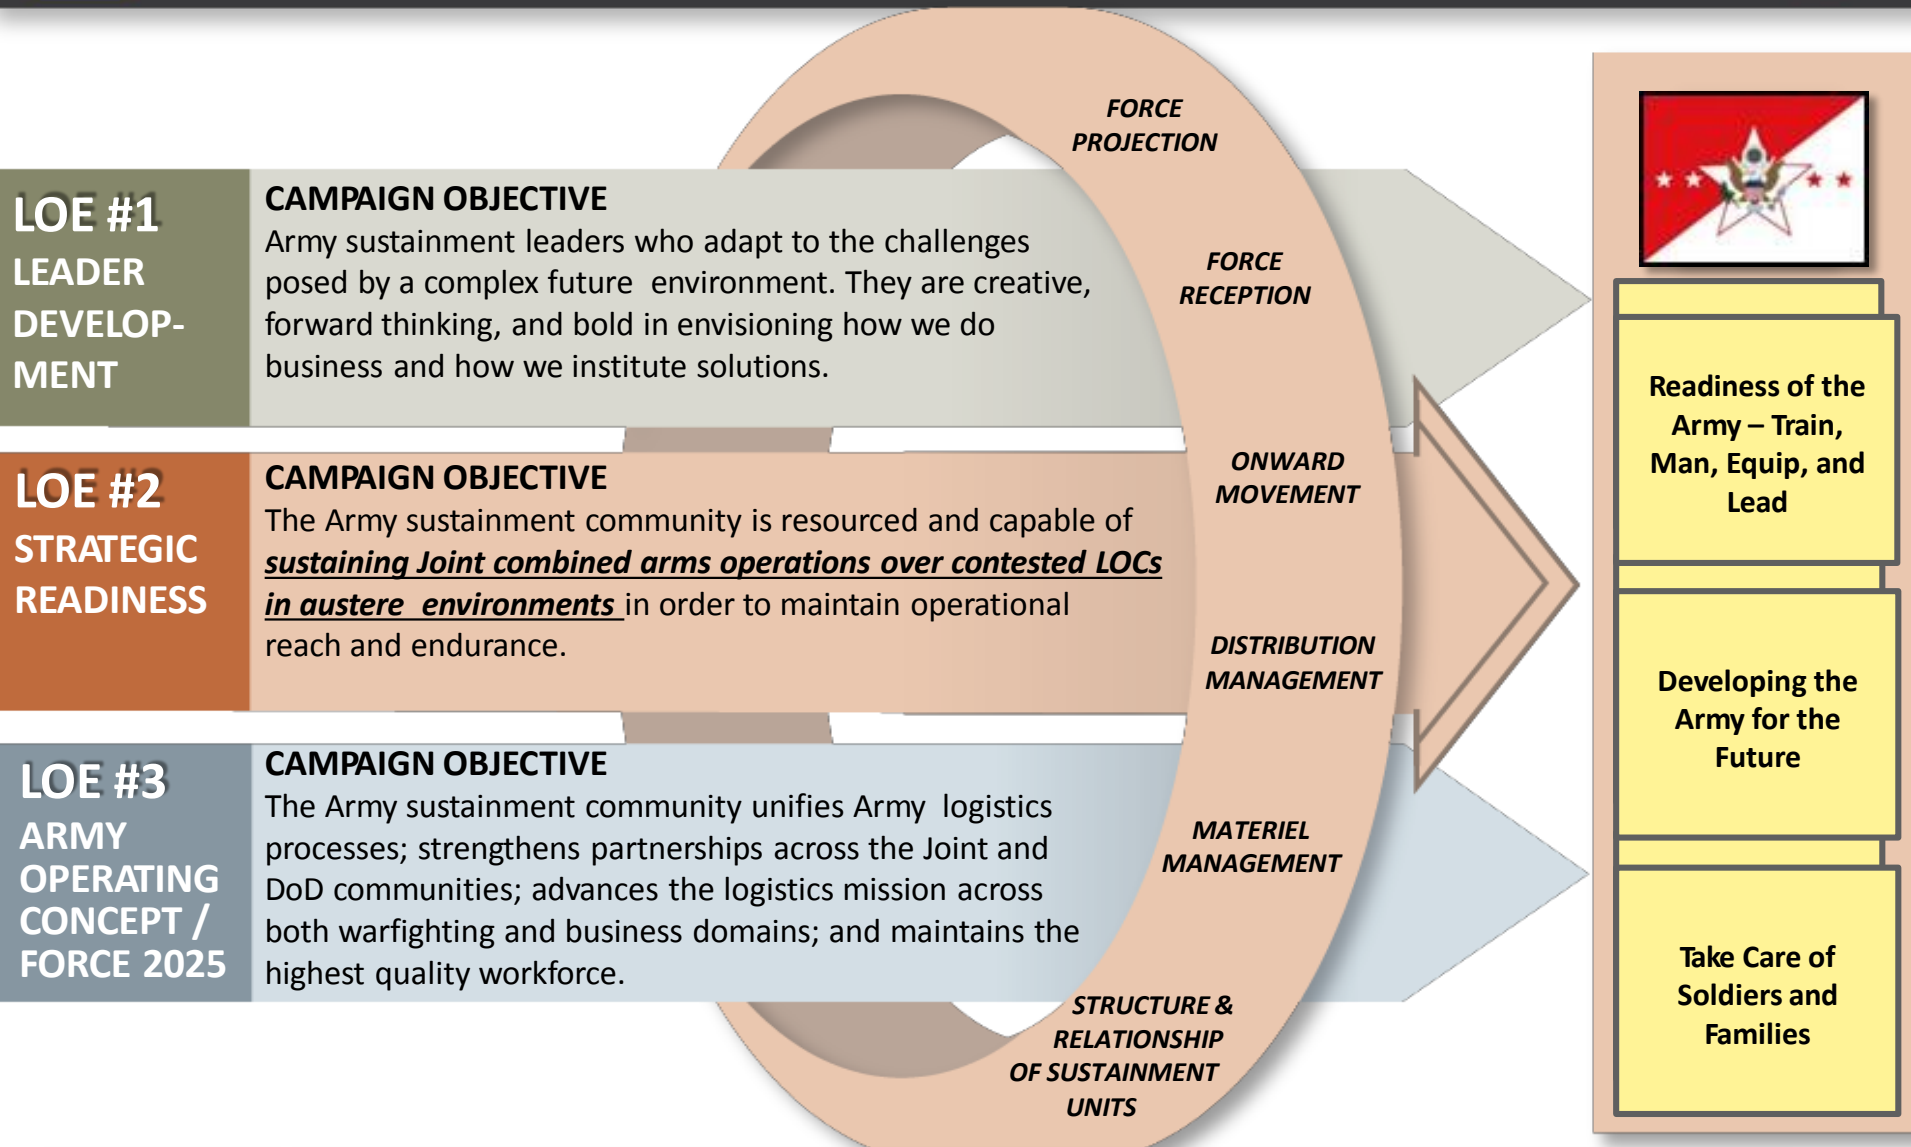 LOE #1
LEADER
DEVELOP-
MENT
CAMPAIGN OBJECTIVE
Army sustainment leaders who adapt to the challenges
posed by a complex future environment. They are creative,
forward thinking, and bold in envisioning how we do
business and how we institute solutions.
LOE #2
STRATEGIC
READINESS
CAMPAIGN OBJECTIVE
The Army sustainment community is resourced and capable of
sustaining Joint combined arms operations over contested LOCs
in austere environments in order to maintain operational
reach and endurance.
LOE #3
ARMY
OPERATING
CONCEPT /
FORCE 2025
CAMPAIGN OBJECTIVE
The Army sustainment community unifies Army logistics
processes; strengthens partnerships across the Joint and
DoD communities; advances the logistics mission across
both warfighting and business domains; and maintains the
highest quality workforce.
FORCE
PROJECTION
FORCE
RECEPTION
ONWARD
MOVEMENT
DISTRIBUTION
MANAGEMENT
MATERIEL
MANAGEMENT
STRUCTURE &
RELATIONSHIP
OF SUSTAINMENT
UNITS
Readiness of the
Army – Train,
Man, Equip, and
Lead
Developing the
Army for the
Future
Take Care of
Soldiers and
Families